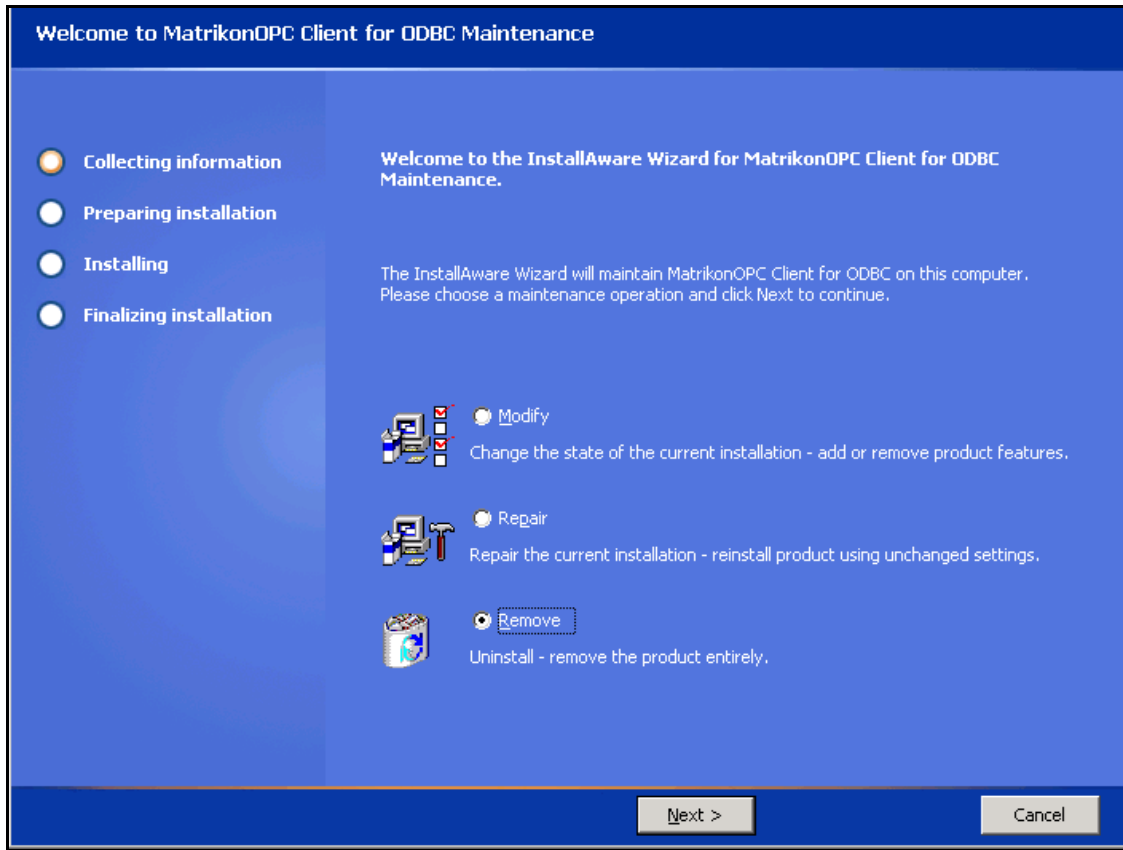 Welcome to MatrikonOPC Client for ODBC Maintenance
Collecting information
Preparing installation
Installing
Finalizing installation
Welcome to the InstallAware Wizard for MatrikonOPC Client for ODBC
Maintenance.
The InstallAware Wizard will maintain MatrikonOPC Client for ODBC on this computer.
Please choose a maintenance operation and click Next to continue.
Modify
Change the state of the current installation - add or remove product features.
Repair
Repair the current installation - reinstall product using unchanged settings.
Remove
Uninstall - remove the product entirely.
Next >
Cancel